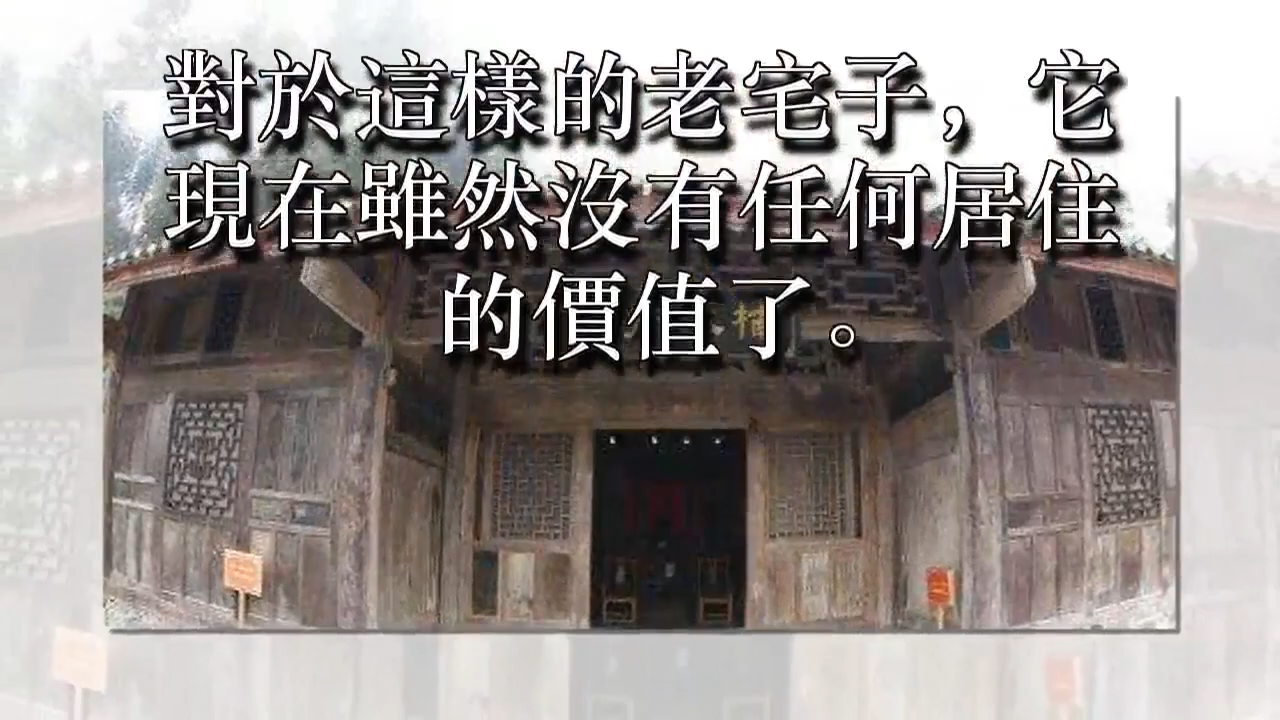 對於這樣的老宅子，它
現在雖然沒有任何居住
的價值了。